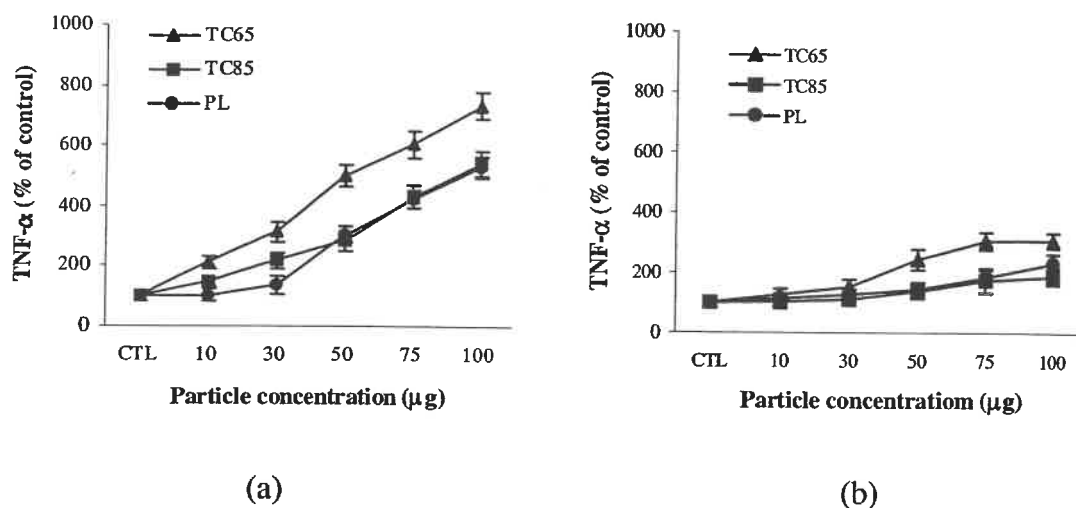 1000
800
600
400
200
0
TNF-α (% of control)
TC65
TC85
PL
CTL 10 30 50 75 100
Particle concentration (μg)
(a)
1000
800
600
400
200
0
TNF-α (% of control)
TC65
TC85
PL
CTL 10 30 50 75 100
Particle concentratiom (μg)
(b)